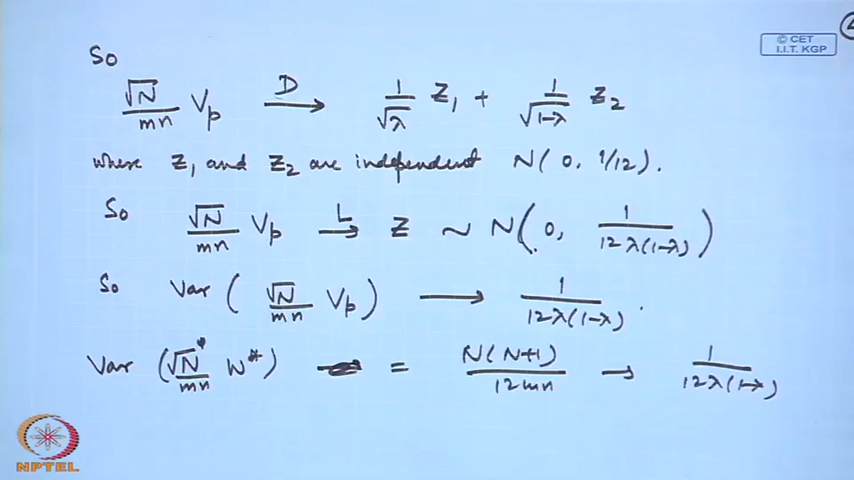 4
© CET
I.I.T. KGP
So
√N/mn V_p →^D 1/√λ Z₁ + 1/√(1-λ) Z₂
where Z₁ and Z₂ are independent N(0, 1/12).
So √N/mn V_p →^L Z ~ N(0, 1/(12λ(1-λ)))
So Var(√N/mn V_p) → 1/(12λ(1-λ)).
Var(√N/mn W*) = N(N+1)/12mn → 1/(12λ(1-λ))
NPTEL